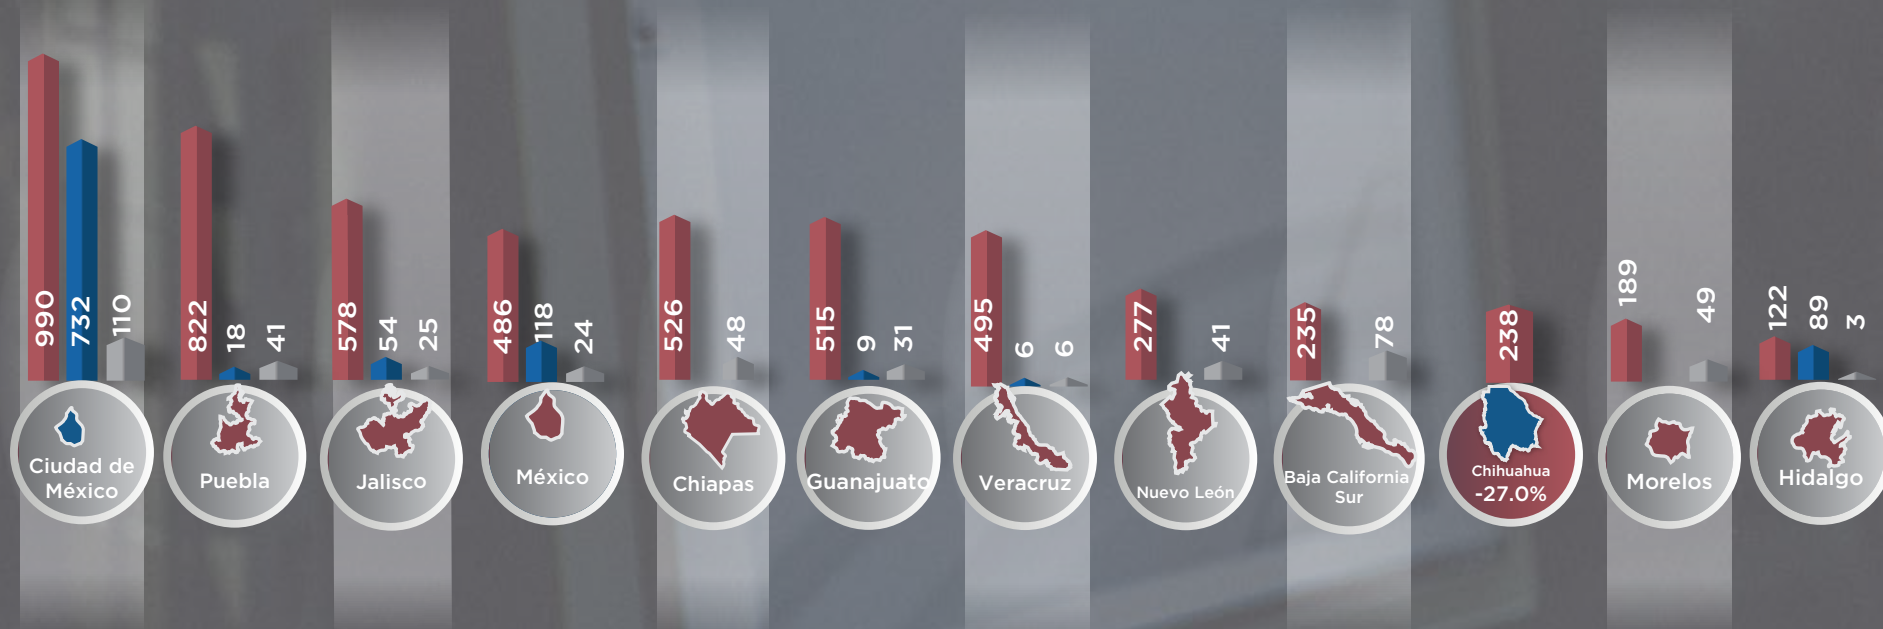 990
732
110
Ciudad de
México
822
18
41
Puebla
578
54
25
Jalisco
486
118
24
México
526
48
Chiapas
515
9
31
Guanajuato
495
6
6
Veracruz
277
41
Nuevo León
235
78
Baja California
Sur
238
Chihuahua
-27.0%
189
49
Morelos
122
89
3
Hidalgo